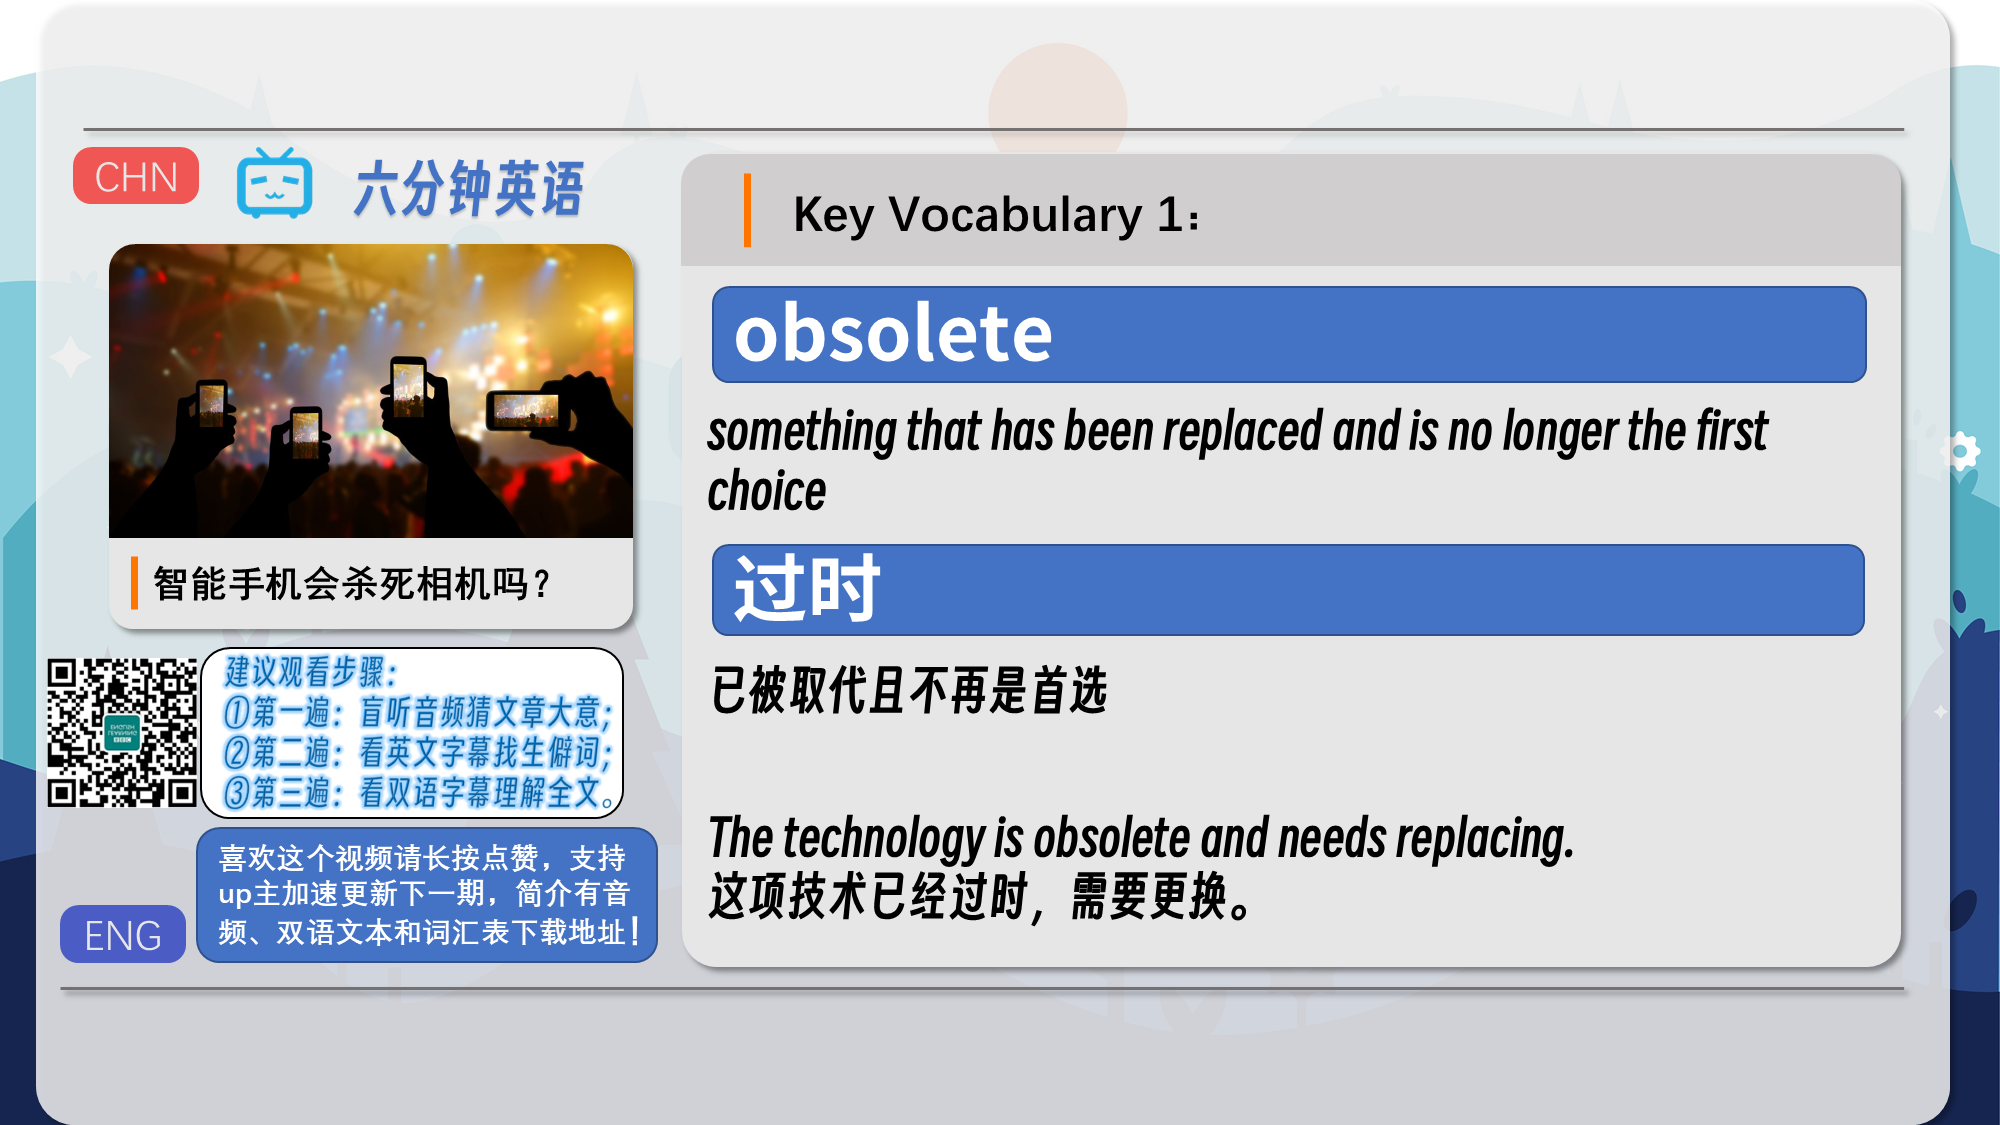 CHN
六分钟英语
智能手机会杀死相机吗?
建议观看步骤:
①第一遍: 盲听音频猜文章大意;
②第二遍: 看英文字幕找生僻词;
③第三遍: 看双语字幕理解全文。
喜欢这个视频请长按点赞, 支持
up主加速更新下一期, 简介有音
频、双语文本和词汇表下载地址!
ENG
Key Vocabulary 1:
obsolete
something that has been replaced and is no longer the first
choice
过时
已被取代且不再是首选
The technology is obsolete and needs replacing.
这项技术已经过时, 需要更换。